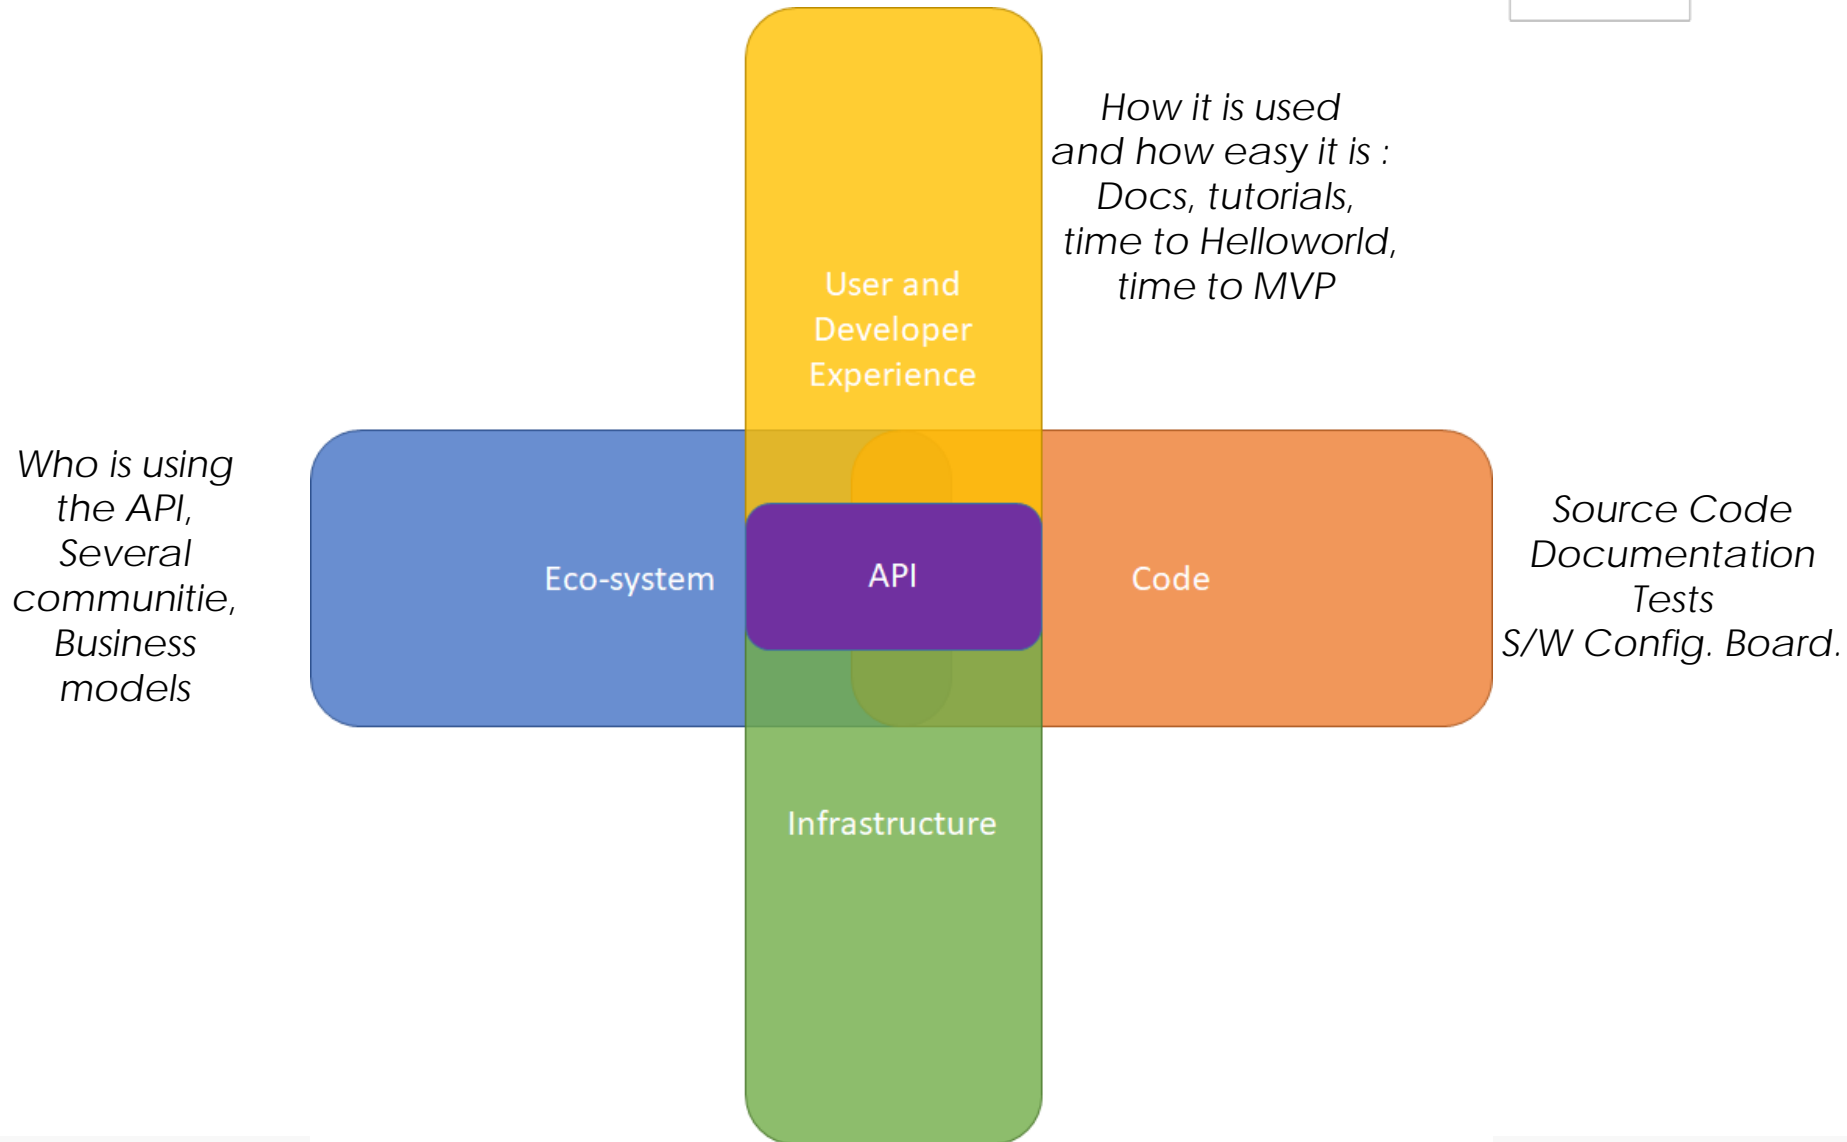 How it is used
and how easy it is :
Docs, tutorials,
time to Helloworld,
time to MVP
User and
Developer
Experience
Who is using
the API,
Several
communitie,
Business
models
Eco-system
API
Code
Source Code
Documentation
Tests
S/W Config. Board.
Infrastructure